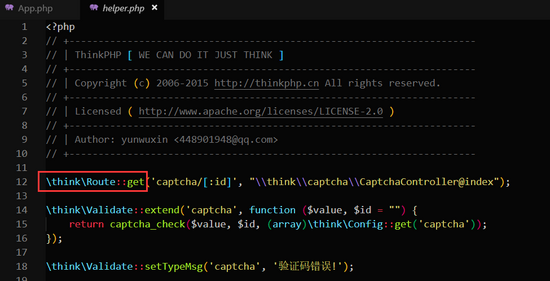 App.php helper.php ×
1 <?php
2 // +----------------------------------------------------------------------
3 // | ThinkPHP [ WE CAN DO IT JUST THINK ]
4 // +----------------------------------------------------------------------
5 // | Copyright (c) 2006-2015 http://thinkphp.cn All rights reserved.
6 // +----------------------------------------------------------------------
7 // | Licensed ( http://www.apache.org/licenses/LICENSE-2.0 )
8 // +----------------------------------------------------------------------
9 // | Author: yunwuxin <448901948@qq.com>
10 // +----------------------------------------------------------------------
11
12 \think\Route::get('captcha/[:id]', "\\think\\captcha\\CaptchaController@index");
13
14 \think\Validate::extend('captcha', function ($value, $id = "") {
15 return captcha_check($value, $id, (array)\think\Config::get('captcha'));
16 });
17
18 \think\Validate::setTypeMsg('captcha', '验证码错误!');